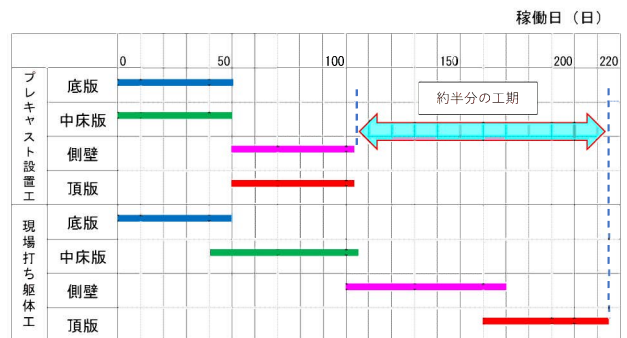 稼働日（日）
0 50 100 150 200 220
プレキャスト設置工
底版
中床版
側壁
頂版
約半分の工期
現場打ち躯体工
底版
中床版
側壁
頂版